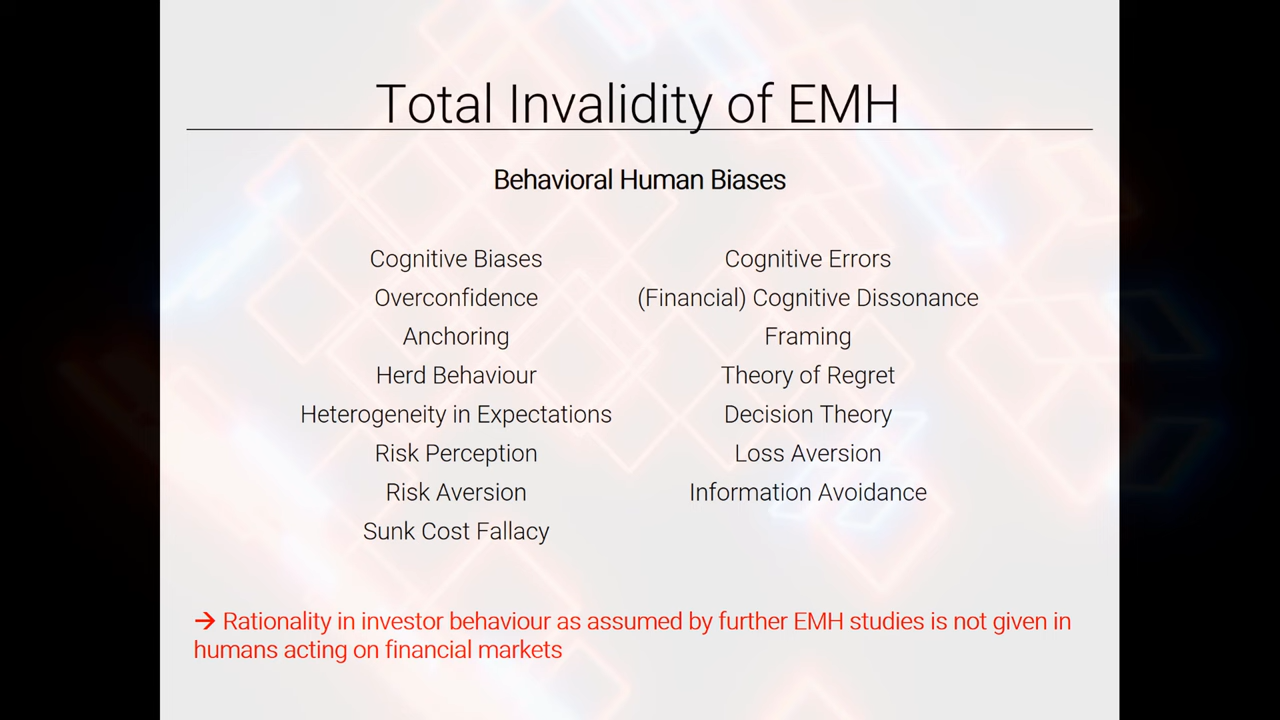 Total Invalidity of EMH
Behavioral Human Biases
Cognitive Biases
Overconfidence
Anchoring
Herd Behaviour
Heterogeneity in Expectations
Risk Perception
Risk Aversion
Sunk Cost Fallacy
Cognitive Errors
(Financial) Cognitive Dissonance
Framing
Theory of Regret
Decision Theory
Loss Aversion
Information Avoidance
→ Rationality in investor behaviour as assumed by further EMH studies is not given in
humans acting on financial markets